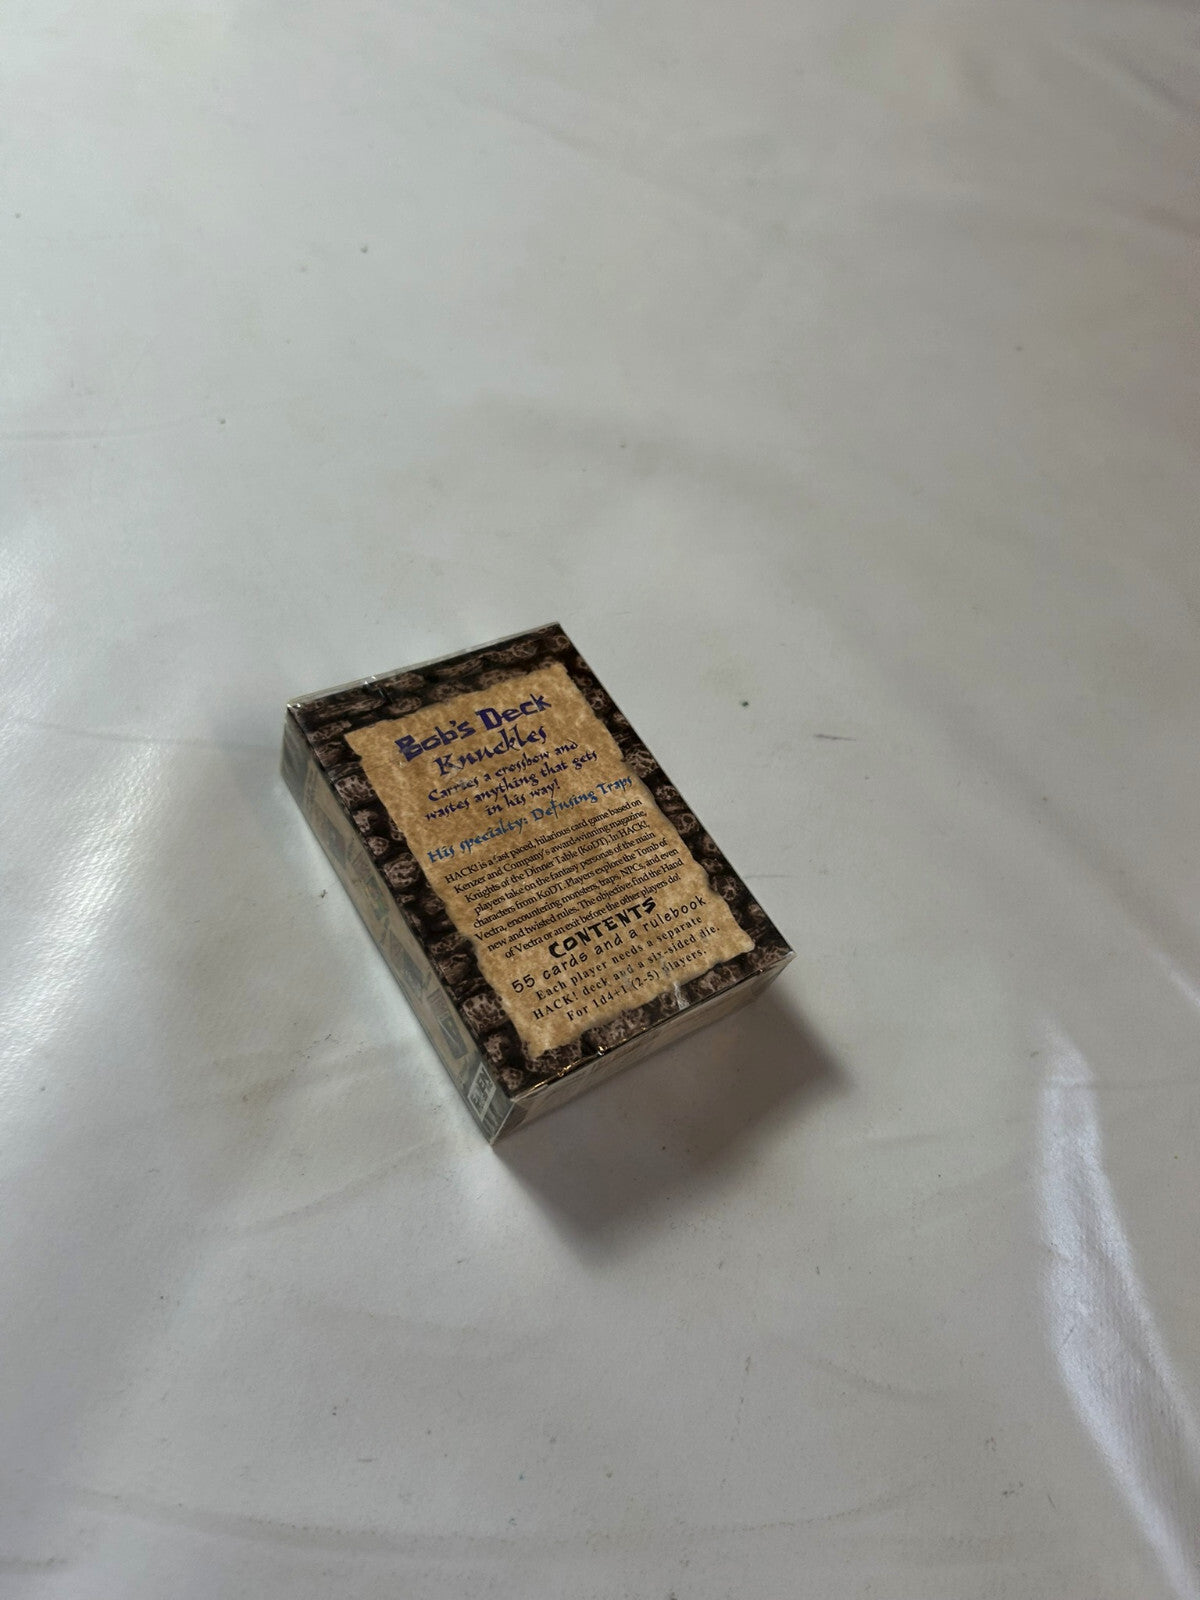 Bob's Deck
Knuckles
Carries a crossbow and
wastes anything that gets
in his way!
His specialty: Defusing Traps
HACK! is a fast paced, hilarious card game based on
Kenzer and Company's award-winning magazine,
Knights of the Dinner Table (KoDT). In HACK!,
players take on the fantasy personas of the main
characters from KoDT. Players explore the Tomb of
Vectra, encountering monsters, traps, NPCs, and even
new and twisted rules. The objective: find the Hand
of Vectra or an exit before the other players do!
CONTENTS
55 cards and a rulebook
Each player needs a separate
HACK! deck and a six-sided die.
For 1d4+1 (2-5) players.